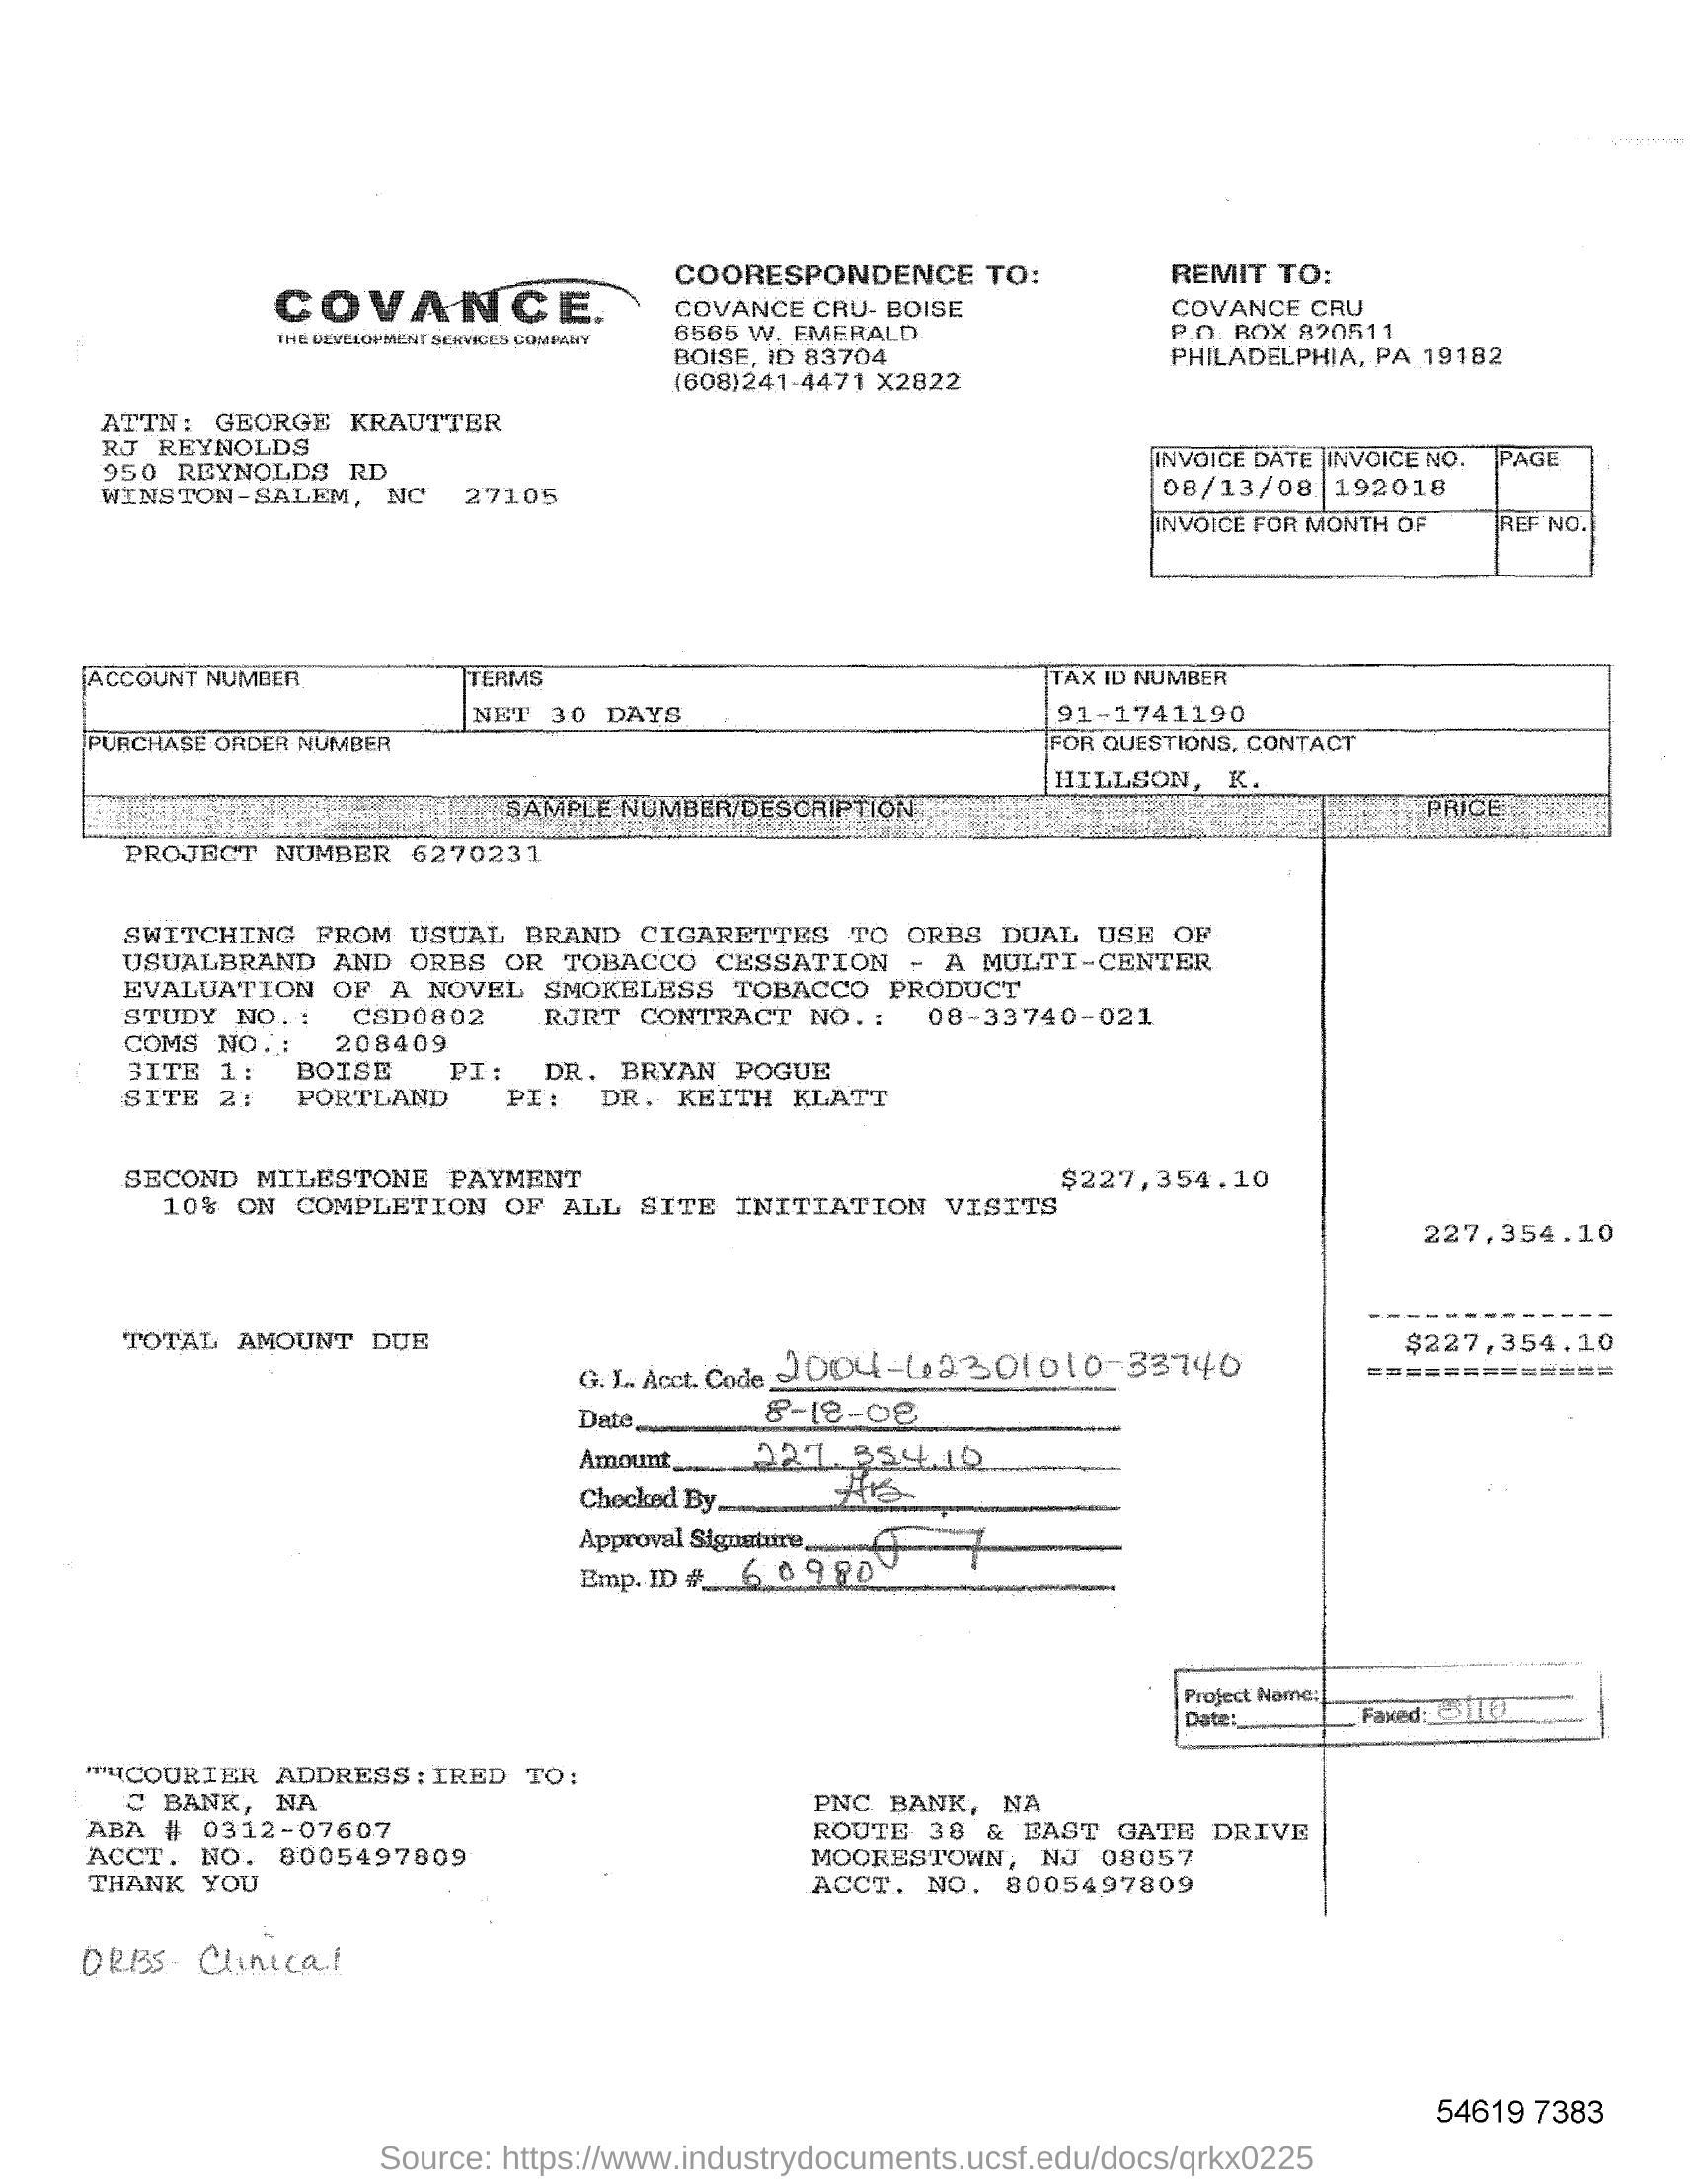 COVANCE.
THE DEVELOPMENT SERVICES COMPANY
COORESPONDENCE TO:
COVANCE CRU- BOISE
6565 W. EMERALD
BOISE, ID 83704
(608)241-4471 X2822
REMIT TO:
COVANCE CRU
P.O. BOX 820511
PHILADELPHIA, PA 19182
ATTN: GEORGE KRAUTTER
RJ REYNOLDS
950 REYNOLDS RD
WINSTON-SALEM, NC 27105
INVOICE DATE INVOICE NO. PAGE
08/13/08 192018
INVOICE FOR MONTH OF REF NO.
ACCOUNT NUMBER TERMS TAX ID NUMBER
NET 30 DAYS 91-1741190
PURCHASE ORDER NUMBER FOR QUESTIONS, CONTACT
HILLSON, K.
SAMPLE NUMBER/DESCRIPTION PRICE
PROJECT NUMBER 6270231
SWITCHING FROM USUAL BRAND CIGARETTES TO ORBS DUAL USE OF
USUALBRAND AND ORBS OR TOBACCO CESSATION - A MULTI-CENTER
EVALUATION OF A NOVEL SMOKELESS TOBACCO PRODUCT
STUDY NO.: CSD0802 RJRT CONTRACT NO.: 08-33740-021
COMS NO.: 208409
SITE 1: BOISE PI: DR. BRYAN POGUE
SITE 2: PORTLAND PI: DR. KEITH KLATT
SECOND MILESTONE PAYMENT $227,354.10
10% ON COMPLETION OF ALL SITE INITIATION VISITS
227,354.10
TOTAL AMOUNT DUE $227,354.10
G. L. Acct. Code 2004-62301010-33740
Date 8-18-08
Amount 227,354.10
Checked By
Approval Signature
Emp. ID # 60980
Project Name:
Date: Faxed:
COURIER ADDRESS:IRED TO:
C BANK, NA
ABA # 0312-07607
ACCT. NO. 8005497809
THANK YOU
PNC BANK, NA
ROUTE 38 & EAST GATE DRIVE
MOORESTOWN, NJ 08057
ACCT. NO. 8005497809
ORBS Clinical
54619 7383
Source: https://www.industrydocuments.ucsf.edu/docs/qrkx0225